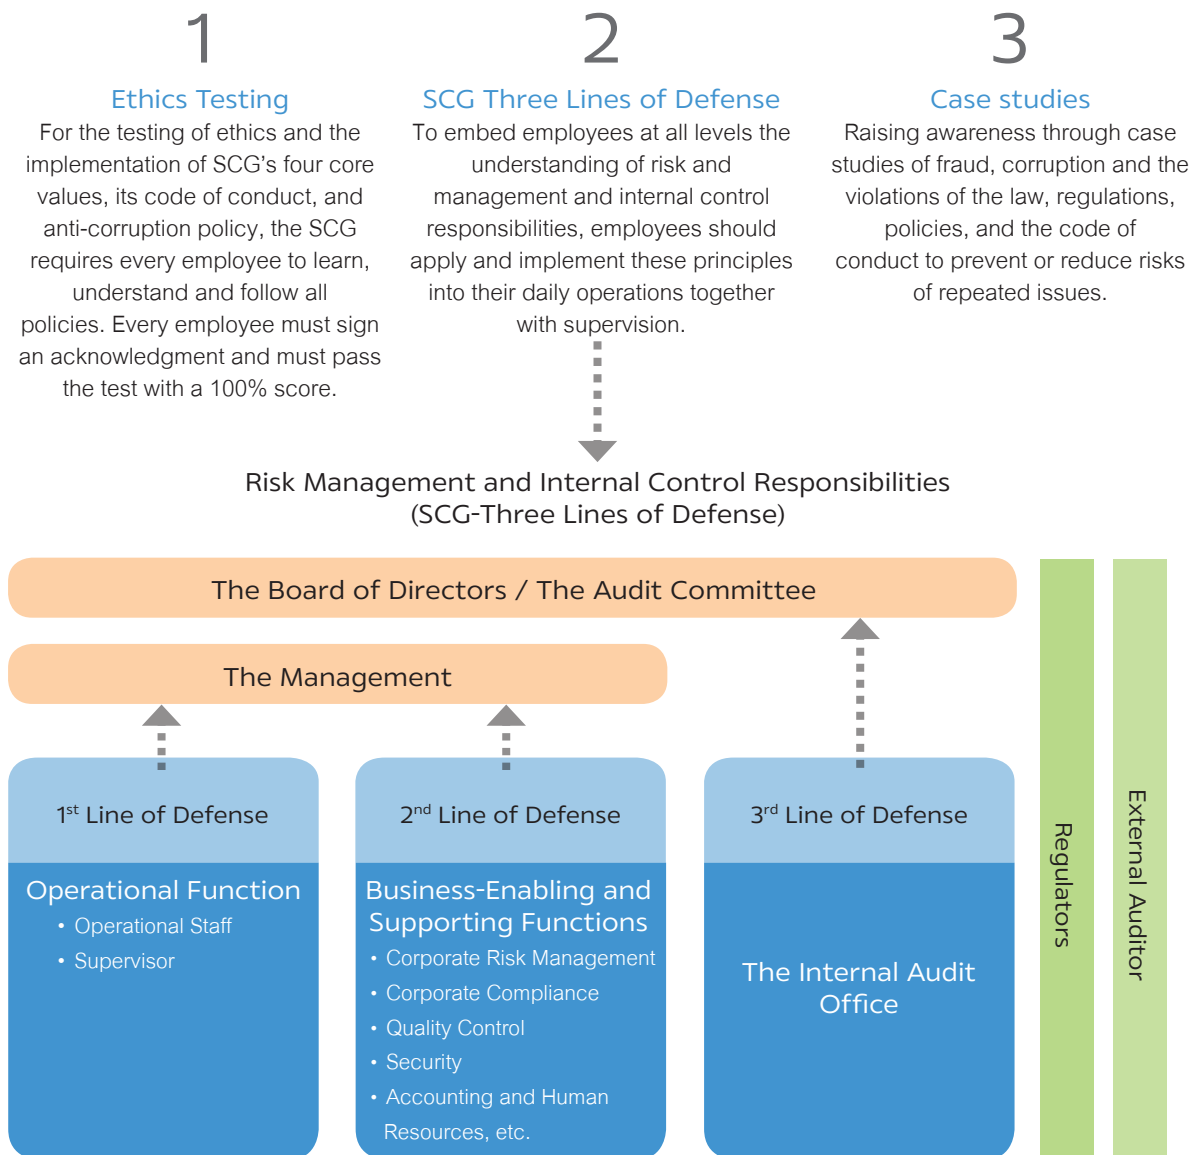 1
Ethics Testing
For the testing of ethics and the
implementation of SCG's four core
values, its code of conduct, and
anti-corruption policy, the SCG
requires every employee to learn,
understand and follow all
policies. Every employee must sign
an acknowledgment and must pass
the test with a 100% score.
2
SCG Three Lines of Defense
To embed employees at all levels the
understanding of risk and
management and internal control
responsibilities, employees should
apply and implement these principles
into their daily operations together
with supervision.
3
Case studies
Raising awareness through case
studies of fraud, corruption and the
violations of the law, regulations,
policies, and the code of
conduct to prevent or reduce risks
of repeated issues.
Risk Management and Internal Control Responsibilities
(SCG-Three Lines of Defense)
The Board of Directors / The Audit Committee
The Management
1st Line of Defense
Operational Function
• Operational Staff
• Supervisor
2nd Line of Defense
Business-Enabling and
Supporting Functions
• Corporate Risk Management
• Corporate Compliance
• Quality Control
• Security
• Accounting and Human
Resources, etc.
3rd Line of Defense
The Internal Audit
Office
Regulators
External Auditor